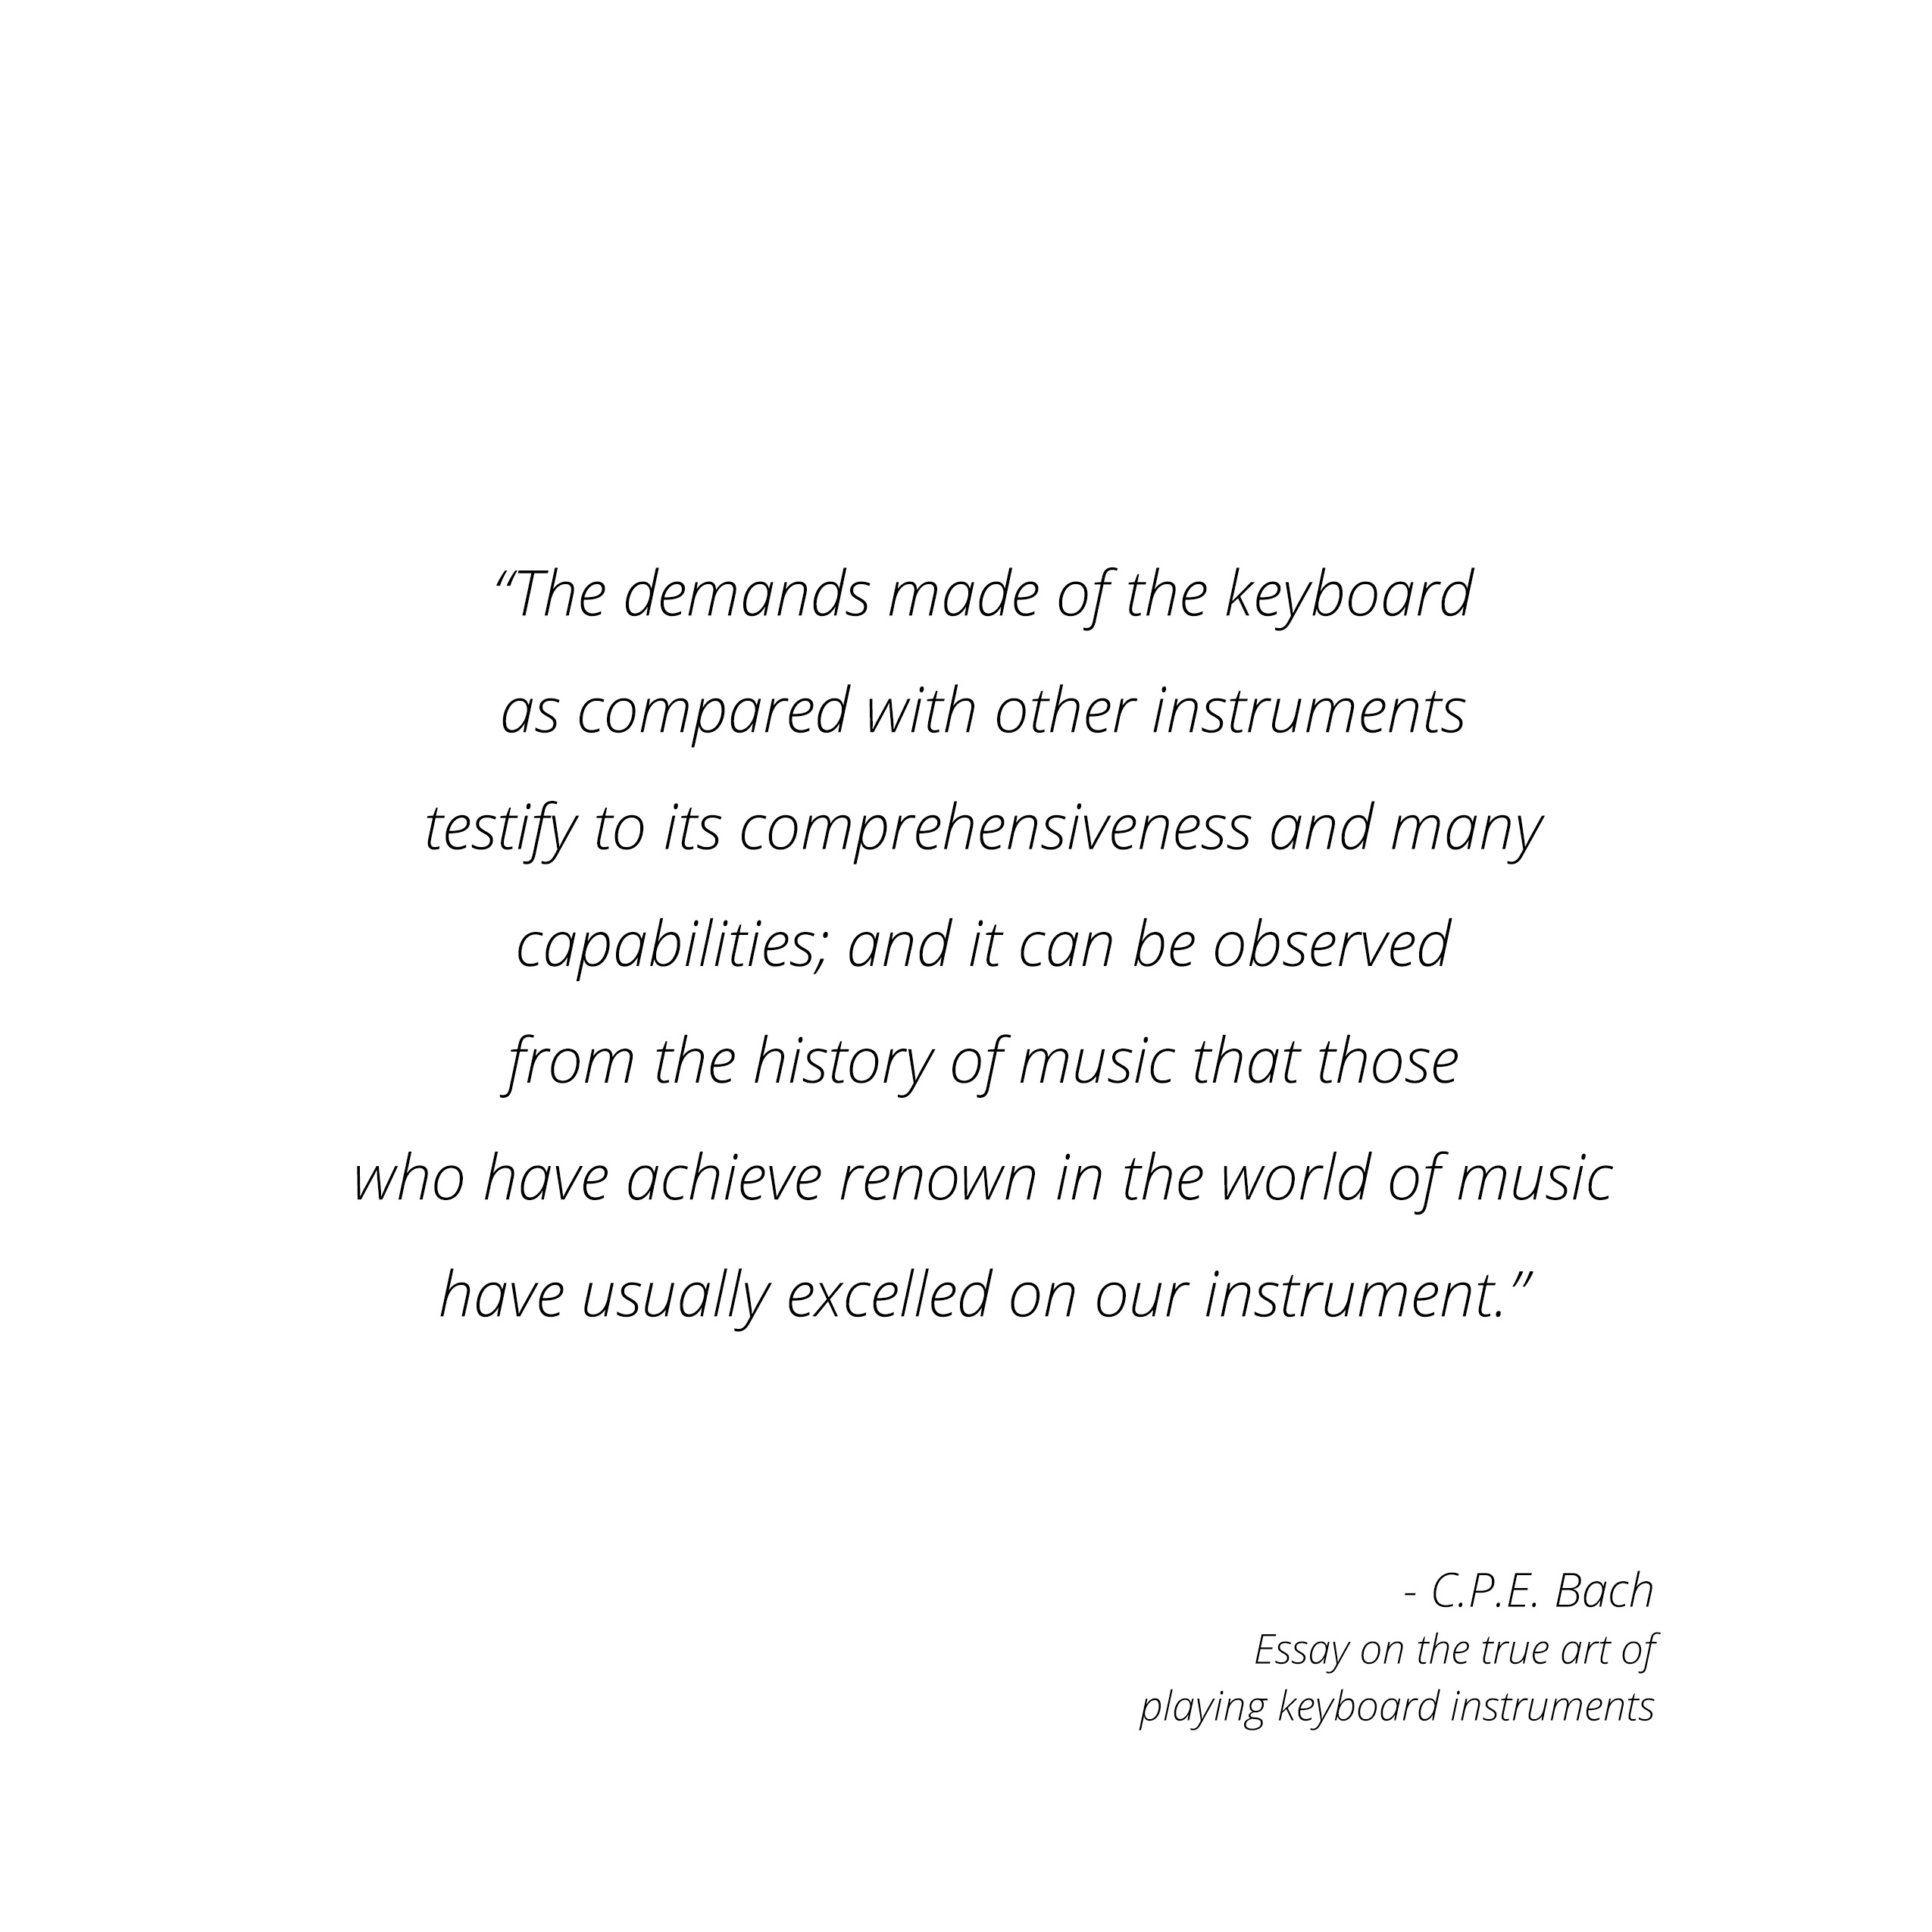 “The demands made of the keyboard
as compared with other instruments
testify to its comprehensiveness and many
capabilities; and it can be observed
from the history of music that those
who have achieve renown in the world of music
have usually excelled on our instrument.”
- C.P.E. Bach
Essay on the true art of
playing keyboard instruments